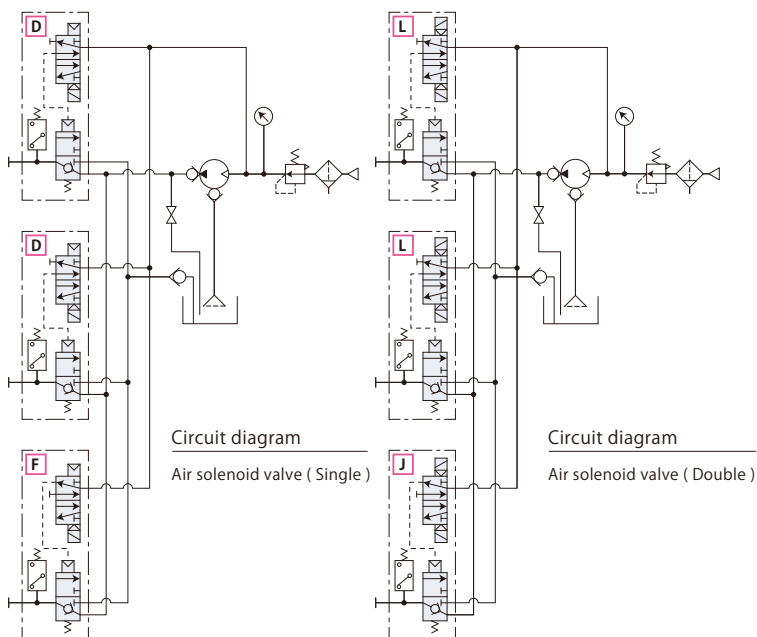 D
D
F
Circuit diagram
Air solenoid valve ( Single )
L
L
J
Circuit diagram
Air solenoid valve ( Double )